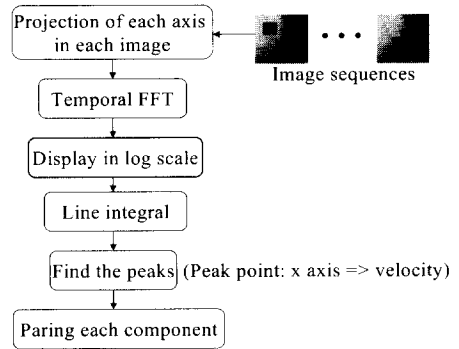 Projection of each axis
in each image
Image sequences
Temporal FFT
Display in log scale
Line integral
Find the peaks (Peak point: x axis => velocity)
Paring each component